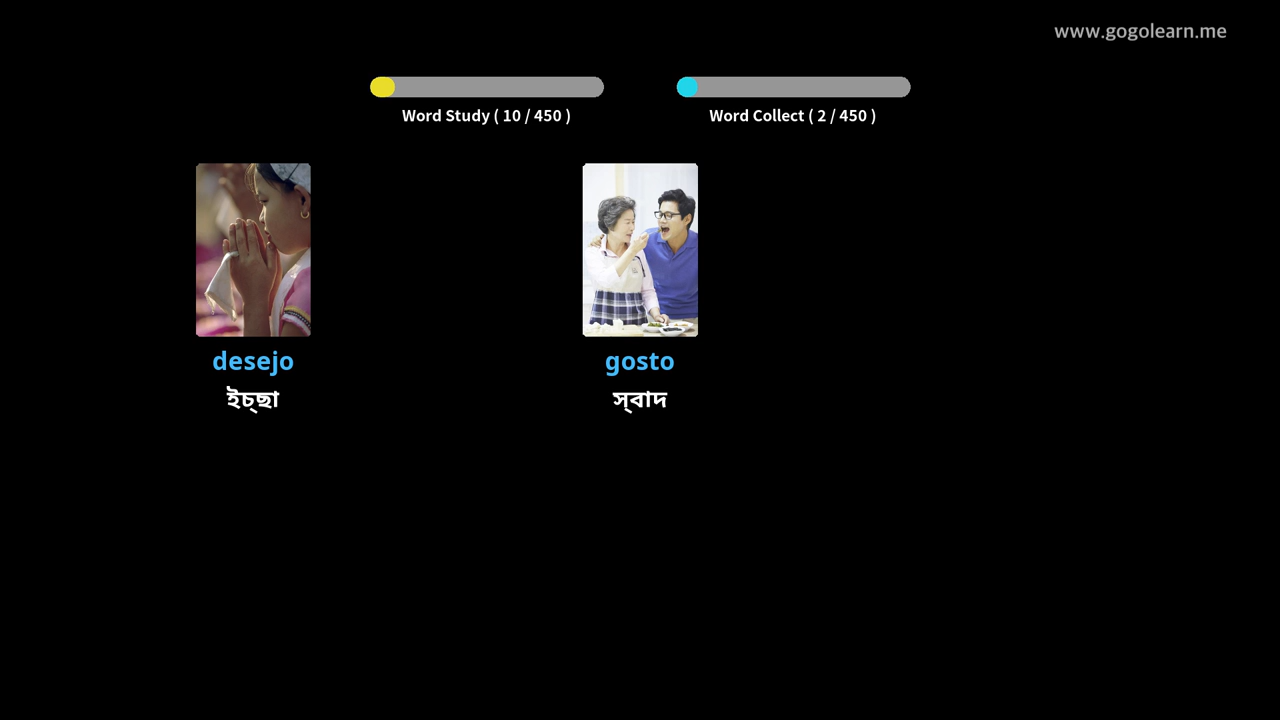 www.gogolearn.me
Word Study ( 10 / 450 )
Word Collect ( 2 / 450 )
desejo
ইচ্ছা
gosto
স্বাদ